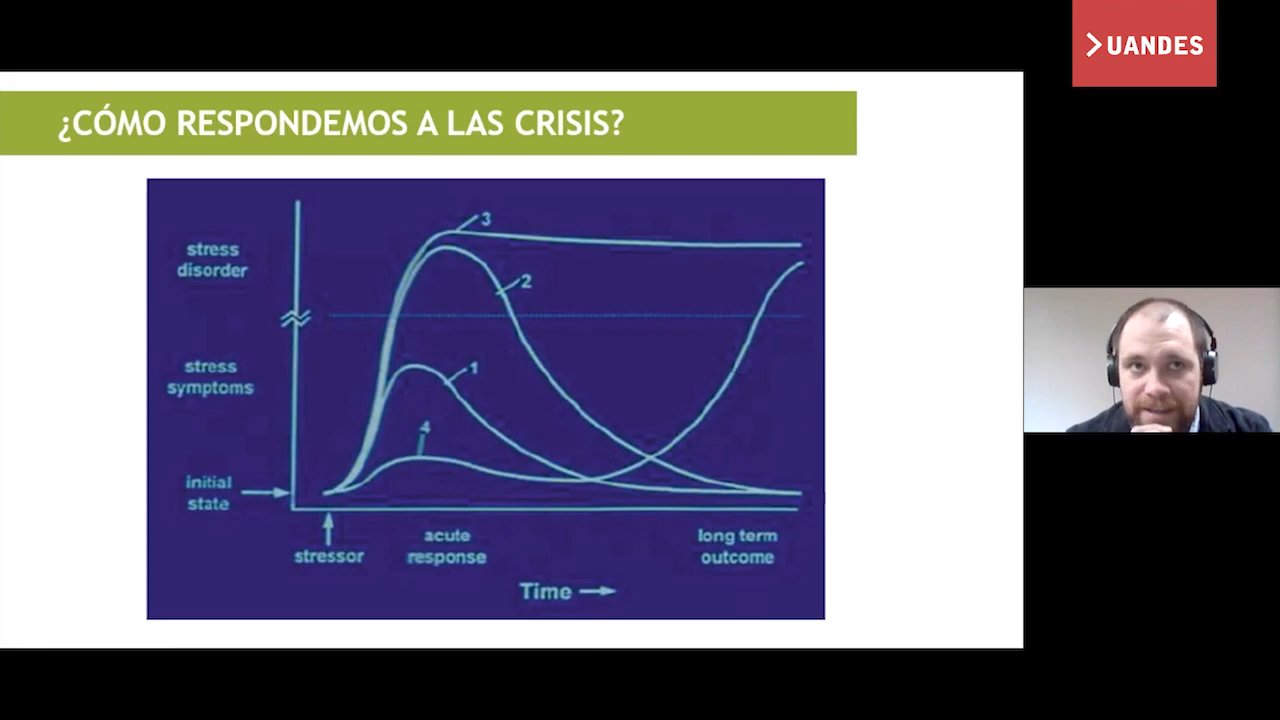 UANDES
¿CÓMO RESPONDEMOS A LAS CRISIS?
3
stress
disorder
2
stress
symptoms
1
4
initial
state
stressor
acute
response
long term
outcome
Time